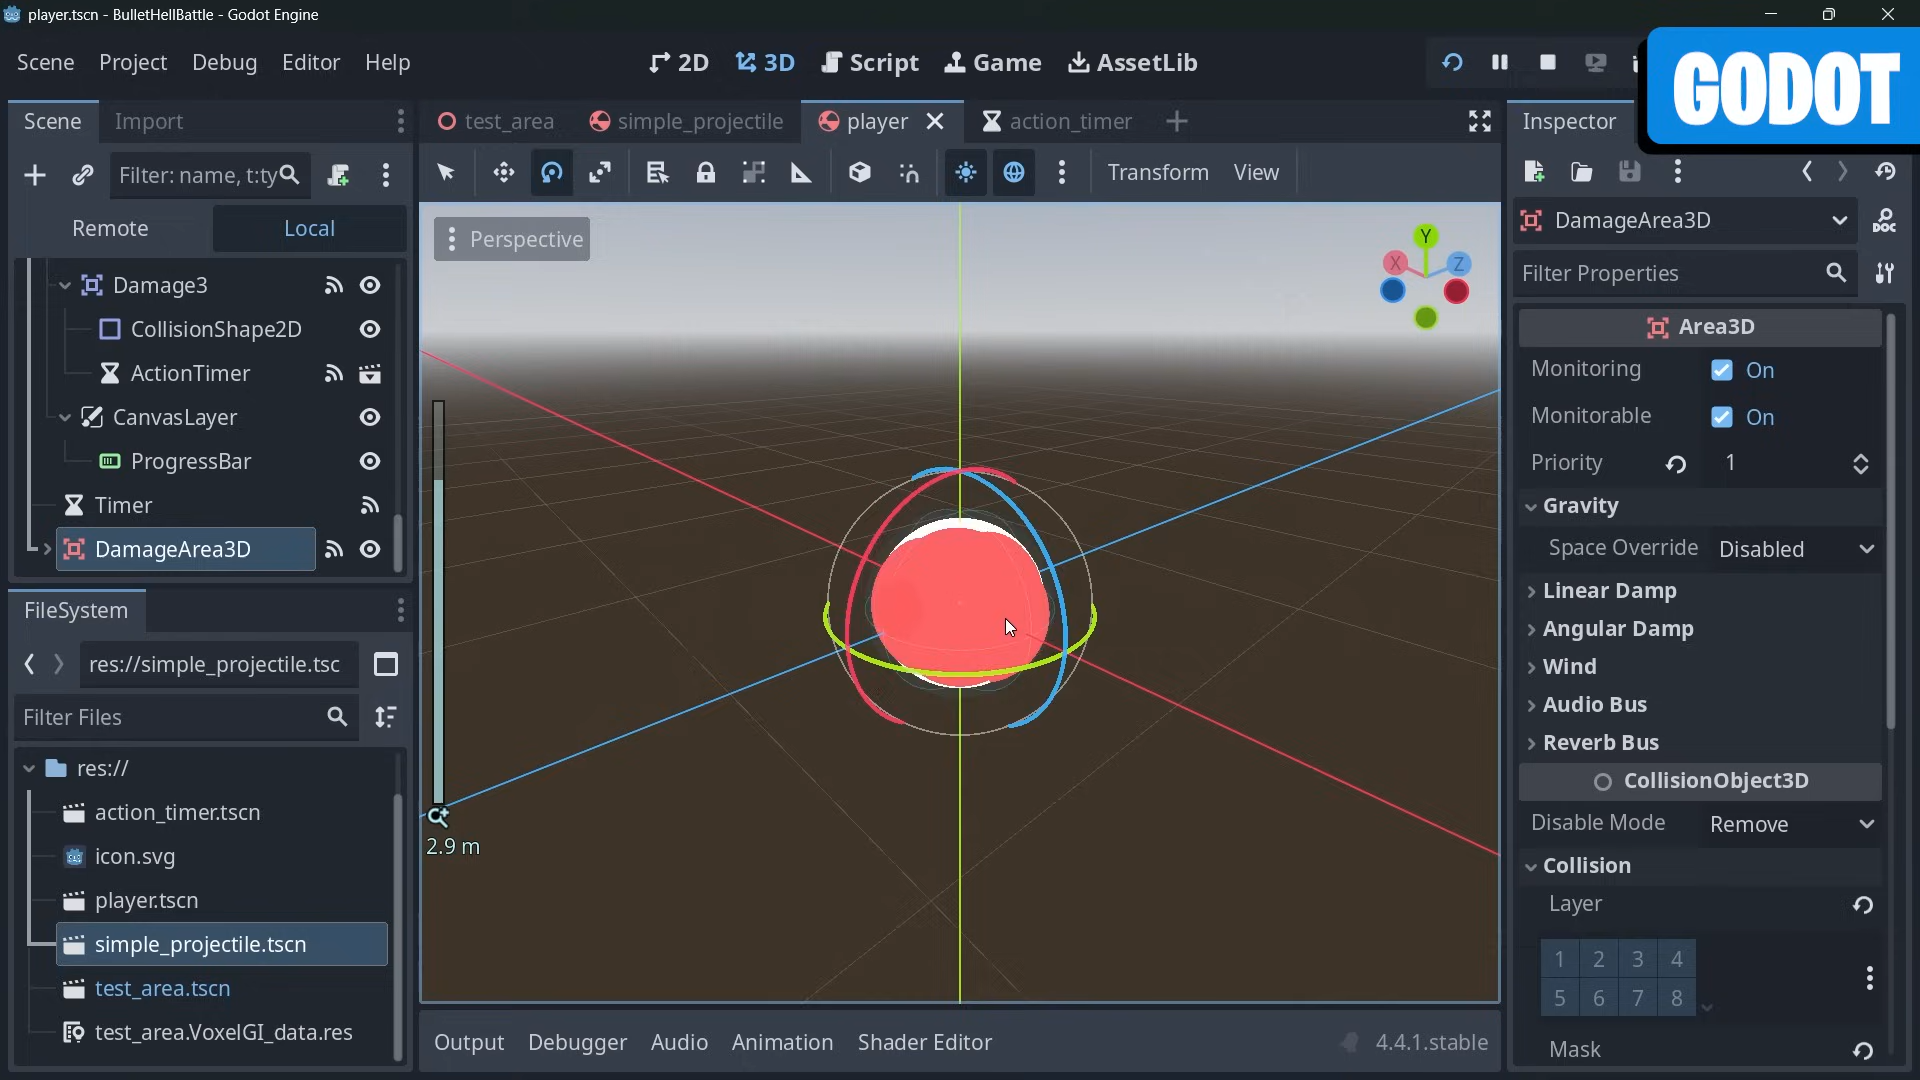 player.tscn - BulletHellBattle - Godot Engine
Scene Project Debug Editor Help
2D 3D Script Game AssetLib
GODOT
Scene Import
test_area simple_projectile player action_timer
Inspector
Filter: name, t:ty
Transform View
Remote Local
DamageArea3D
DOC
Perspective
Y
X
Z
Filter Properties
Damage3
CollisionShape2D
ActionTimer
CanvasLayer
ProgressBar
Timer
DamageArea3D
Area3D
Monitoring On
Monitorable On
Priority 1
Gravity
Space Override Disabled
Linear Damp
Angular Damp
Wind
Audio Bus
Reverb Bus
CollisionObject3D
Disable Mode Remove
Collision
Layer
1 2 3 4
5 6 7 8
Mask
FileSystem
res://simple_projectile.tsc
Filter Files
res://
action_timer.tscn
icon.svg
player.tscn
simple_projectile.tscn
test_area.tscn
test_area.VoxelGI_data.res
2.9 m
Output Debugger Audio Animation Shader Editor
4.4.1.stable